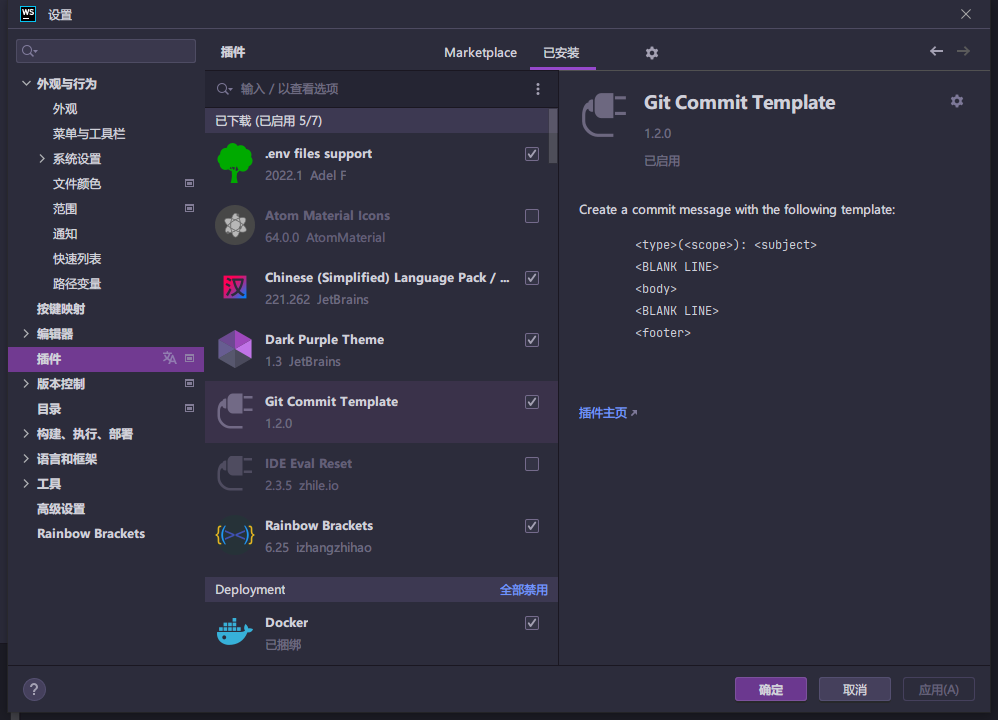 WS 设置
外观与行为
外观
菜单与工具栏
系统设置
文件颜色
范围
通知
快速列表
路径变量
按键映射
编辑器
插件
版本控制
目录
构建、执行、部署
语言和框架
工具
高级设置
Rainbow Brackets
插件 Marketplace 已安装
输入 / 以查看选项
已下载 (已启用 5/7)
.env files support
2022.1 Adel F
Atom Material Icons
64.0.0 AtomMaterial
汉
Chinese (Simplified) Language Pack / ...
221.262 JetBrains
Dark Purple Theme
1.3 JetBrains
Git Commit Template
1.2.0
IDE Eval Reset
2.3.5 zhile.io
Rainbow Brackets
6.25 izhangzhihao
Deployment 全部禁用
Docker
已捆绑
Git Commit Template
1.2.0
已启用
Create a commit message with the following template:
<type>(<scope>): <subject>
<BLANK LINE>
<body>
<BLANK LINE>
<footer>
插件主页
? 确定 取消 应用(A)